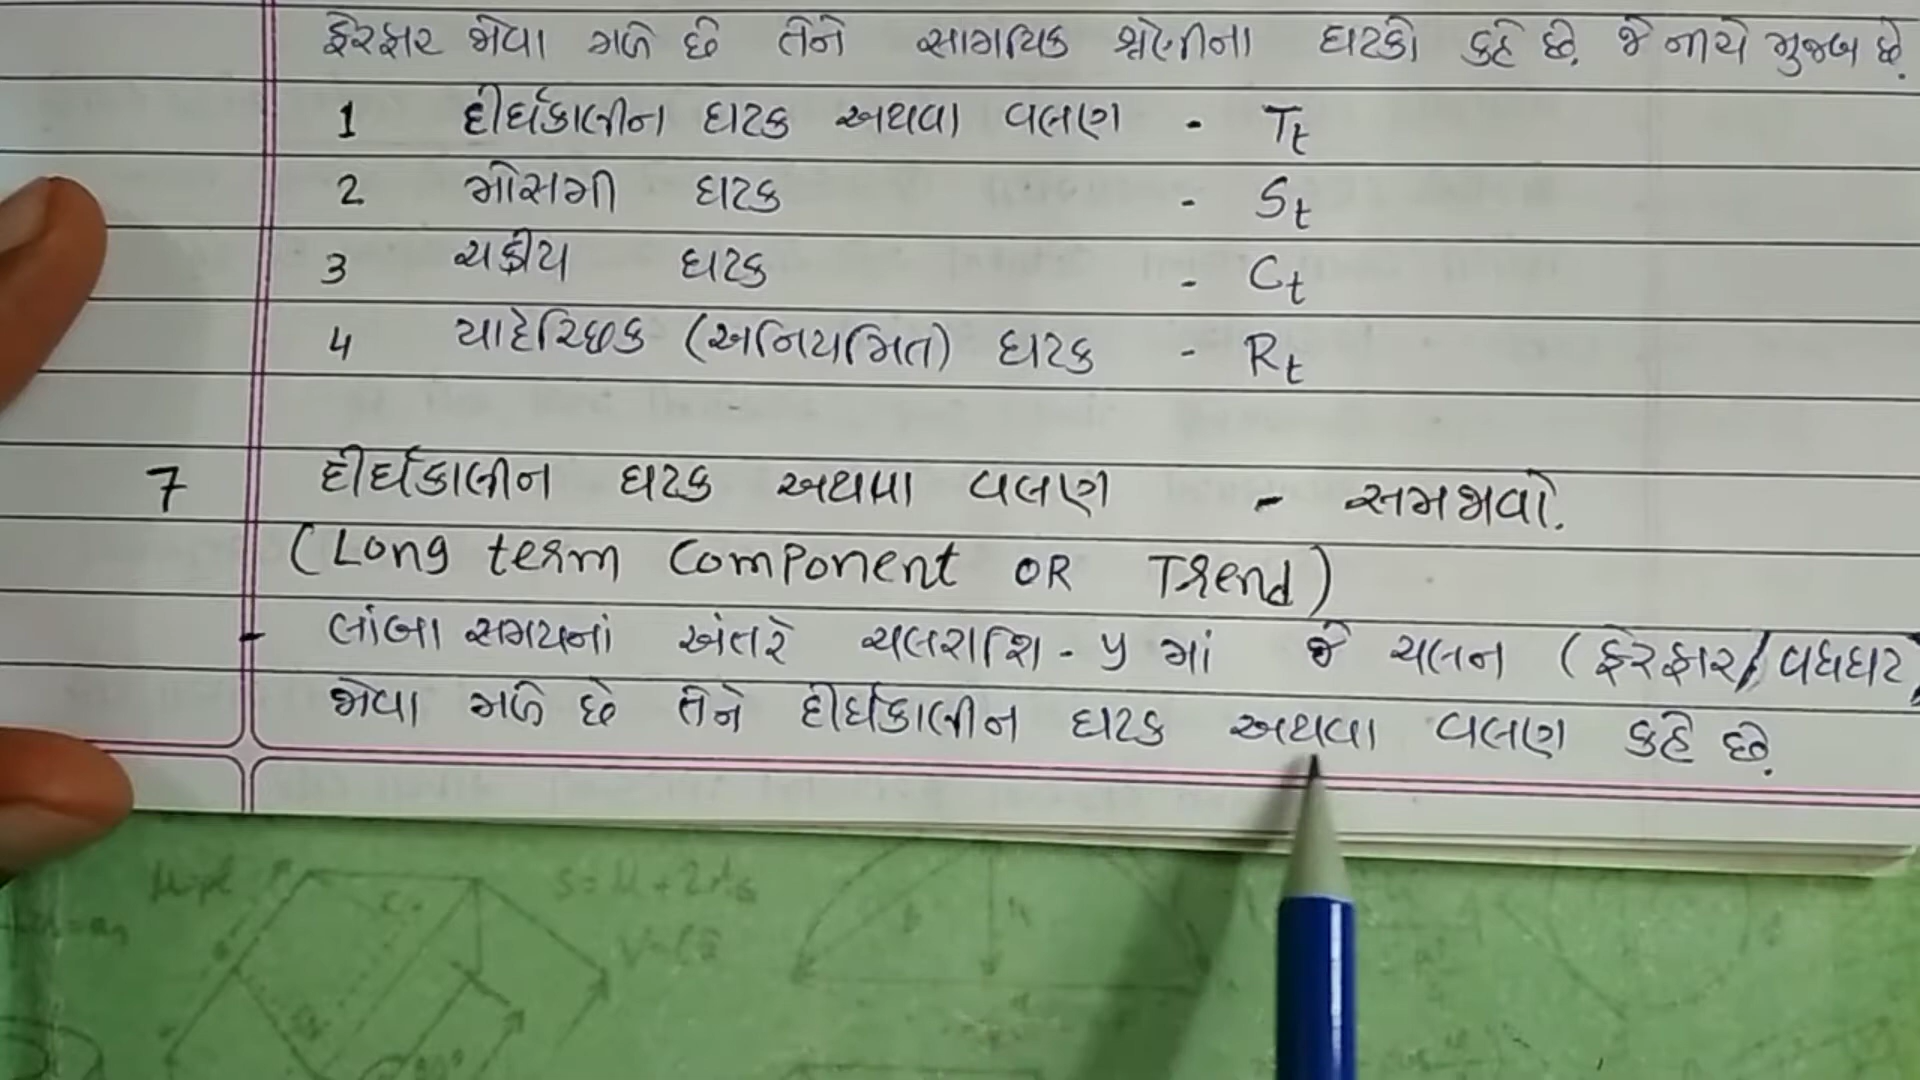 ફેરફાર જોવા મળે છે તેને સામયિક શ્રેણીના ઘટકો કહે છે. જે નીચે મુજબ છે.
1 દીર્ઘકાલીન ઘટક અથવા વલણ - Tt
2 મોસમી ઘટક - St
3 ચક્રીય ઘટક - Ct
4 યાદૃચ્છિક (અનિયમિત) ઘટક - Rt
7 દીર્ઘકાલીન ઘટક અથવા વલણ - સમજાવો.
(Long term component OR Trend)
- લાંબા સમયનાં અંતરે ચલરાશિ - y માં જે ચલન (ફેરફાર/વધઘટ)
જોવા મળે છે તેને દીર્ઘકાલીન ઘટક અથવા વલણ કહે છે.